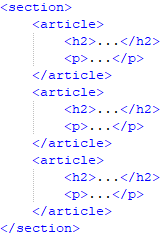 <section>
<article>
<h2>...</h2>
<p>...</p>
</article>
<article>
<h2>...</h2>
<p>...</p>
</article>
<article>
<h2>...</h2>
<p>...</p>
</article>
</section>